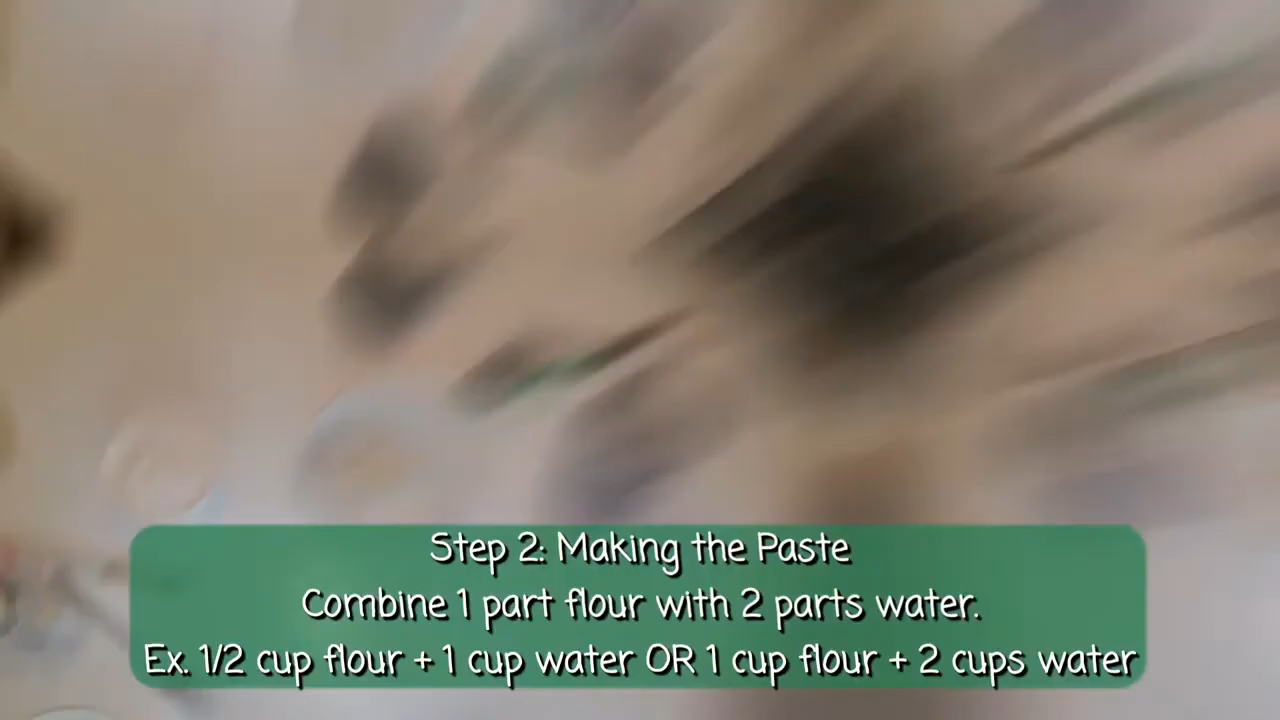 Step 2: Making the Paste
Combine 1 part flour with 2 parts water.
Ex. 1/2 cup flour + 1 cup water OR 1 cup flour + 2 cups water